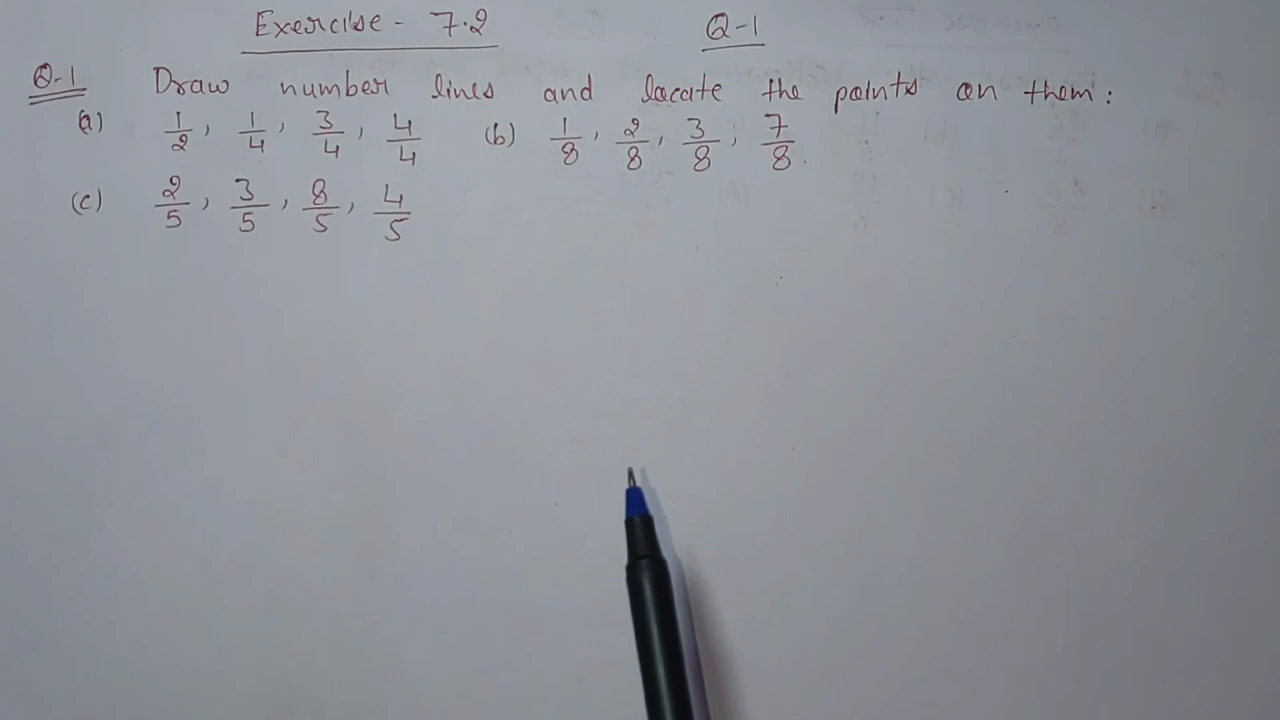 Exercise - 7.2 Q-1
Q-1 Draw number lines and locate the points on them:
(a) 1/2, 1/4, 3/4, 4/4 (b) 1/8, 2/8, 3/8, 7/8.
(c) 2/5, 3/5, 8/5, 4/5